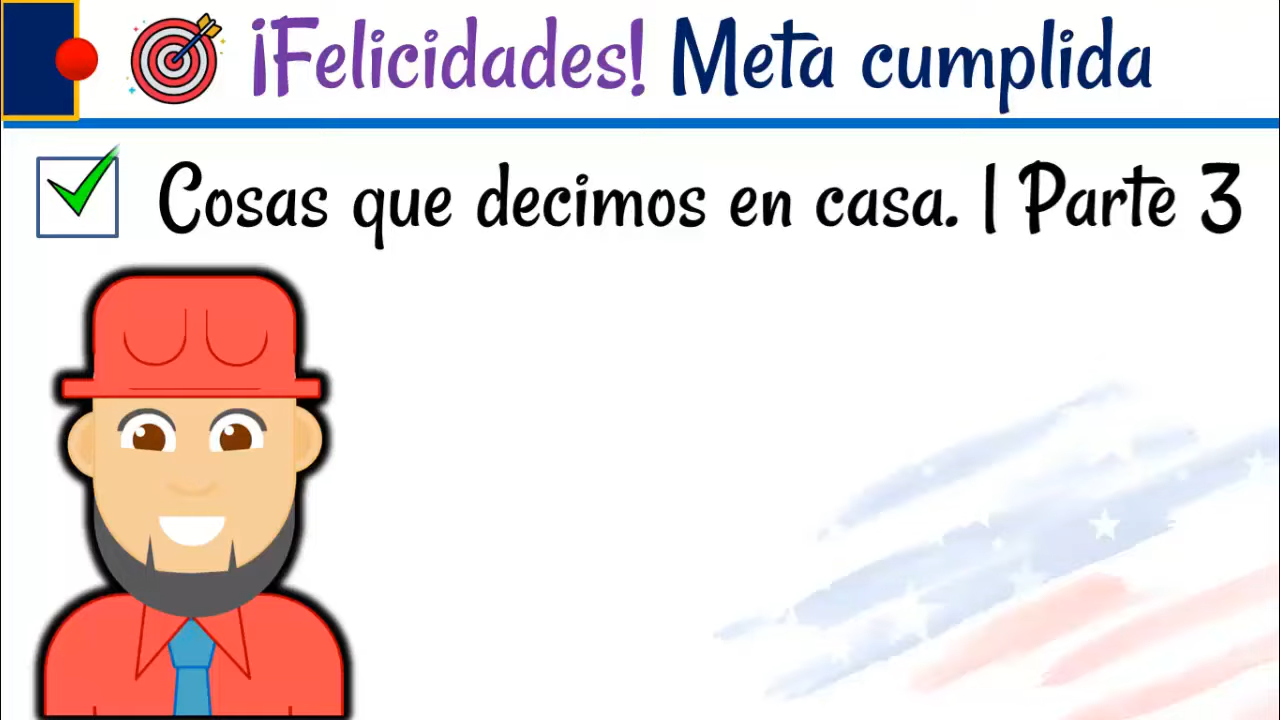 ¡Felicidades! Meta cumplida
Cosas que decimos en casa. | Parte 3